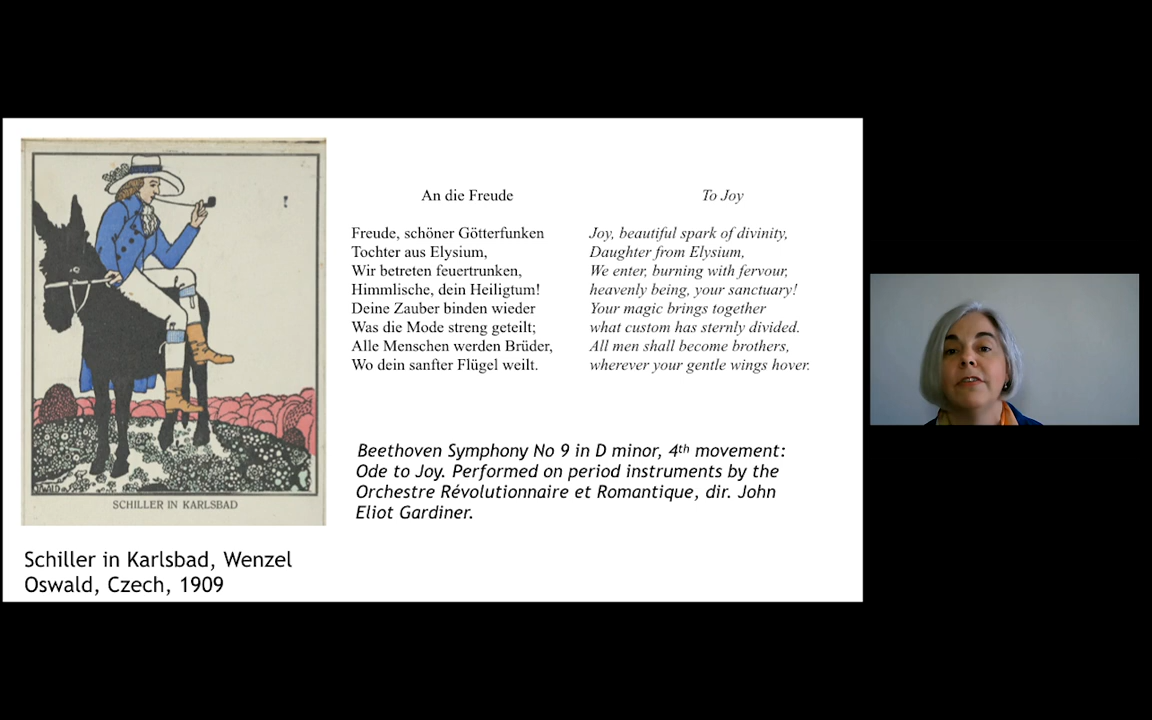 SCHILLER IN KARLSBAD
Schiller in Karlsbad, Wenzel
Oswald, Czech, 1909
An die Freude
Freude, schöner Götterfunken
Tochter aus Elysium,
Wir betreten feuertrunken,
Himmlische, dein Heiligtum!
Deine Zauber binden wieder
Was die Mode streng geteilt;
Alle Menschen werden Brüder,
Wo dein sanfter Flügel weilt.
To Joy
Joy, beautiful spark of divinity,
Daughter from Elysium,
We enter, burning with fervour,
heavenly being, your sanctuary!
Your magic brings together
what custom has sternly divided.
All men shall become brothers,
wherever your gentle wings hover.
Beethoven Symphony No 9 in D minor, 4th movement:
Ode to Joy. Performed on period instruments by the
Orchestre Révolutionnaire et Romantique, dir. John
Eliot Gardiner.